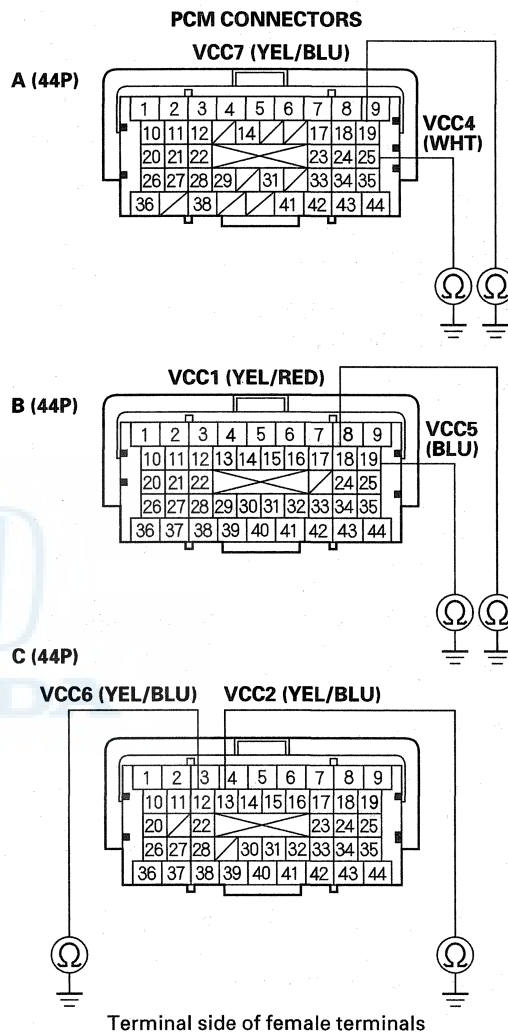 PCM CONNECTORS
VCC7 (YEL/BLU)
A (44P)
1 2 3 4 5 6 7 8 9
10 11 12 14 17 18 19
20 21 22 23 24 25
26 27 28 29 31 33 34 35
36 38 41 42 43 44
VCC4
(WHT)
Ω Ω
VCC1 (YEL/RED)
B (44P)
1 2 3 4 5 6 7 8 9
10 11 12 13 14 15 16 17 18 19
20 21 22 24 25
26 27 28 29 30 31 32 33 34 35
36 37 38 39 40 41 42 43 44
VCC5
(BLU)
Ω Ω
C (44P)
VCC6 (YEL/BLU) VCC2 (YEL/BLU)
1 2 3 4 5 6 7 8 9
10 11 12 13 14 15 16 17 18 19
20 22 23 24 25
26 27 28 30 31 32 33 34 35
36 37 38 39 40 41 42 43 44
Ω Ω
Terminal side of female terminals